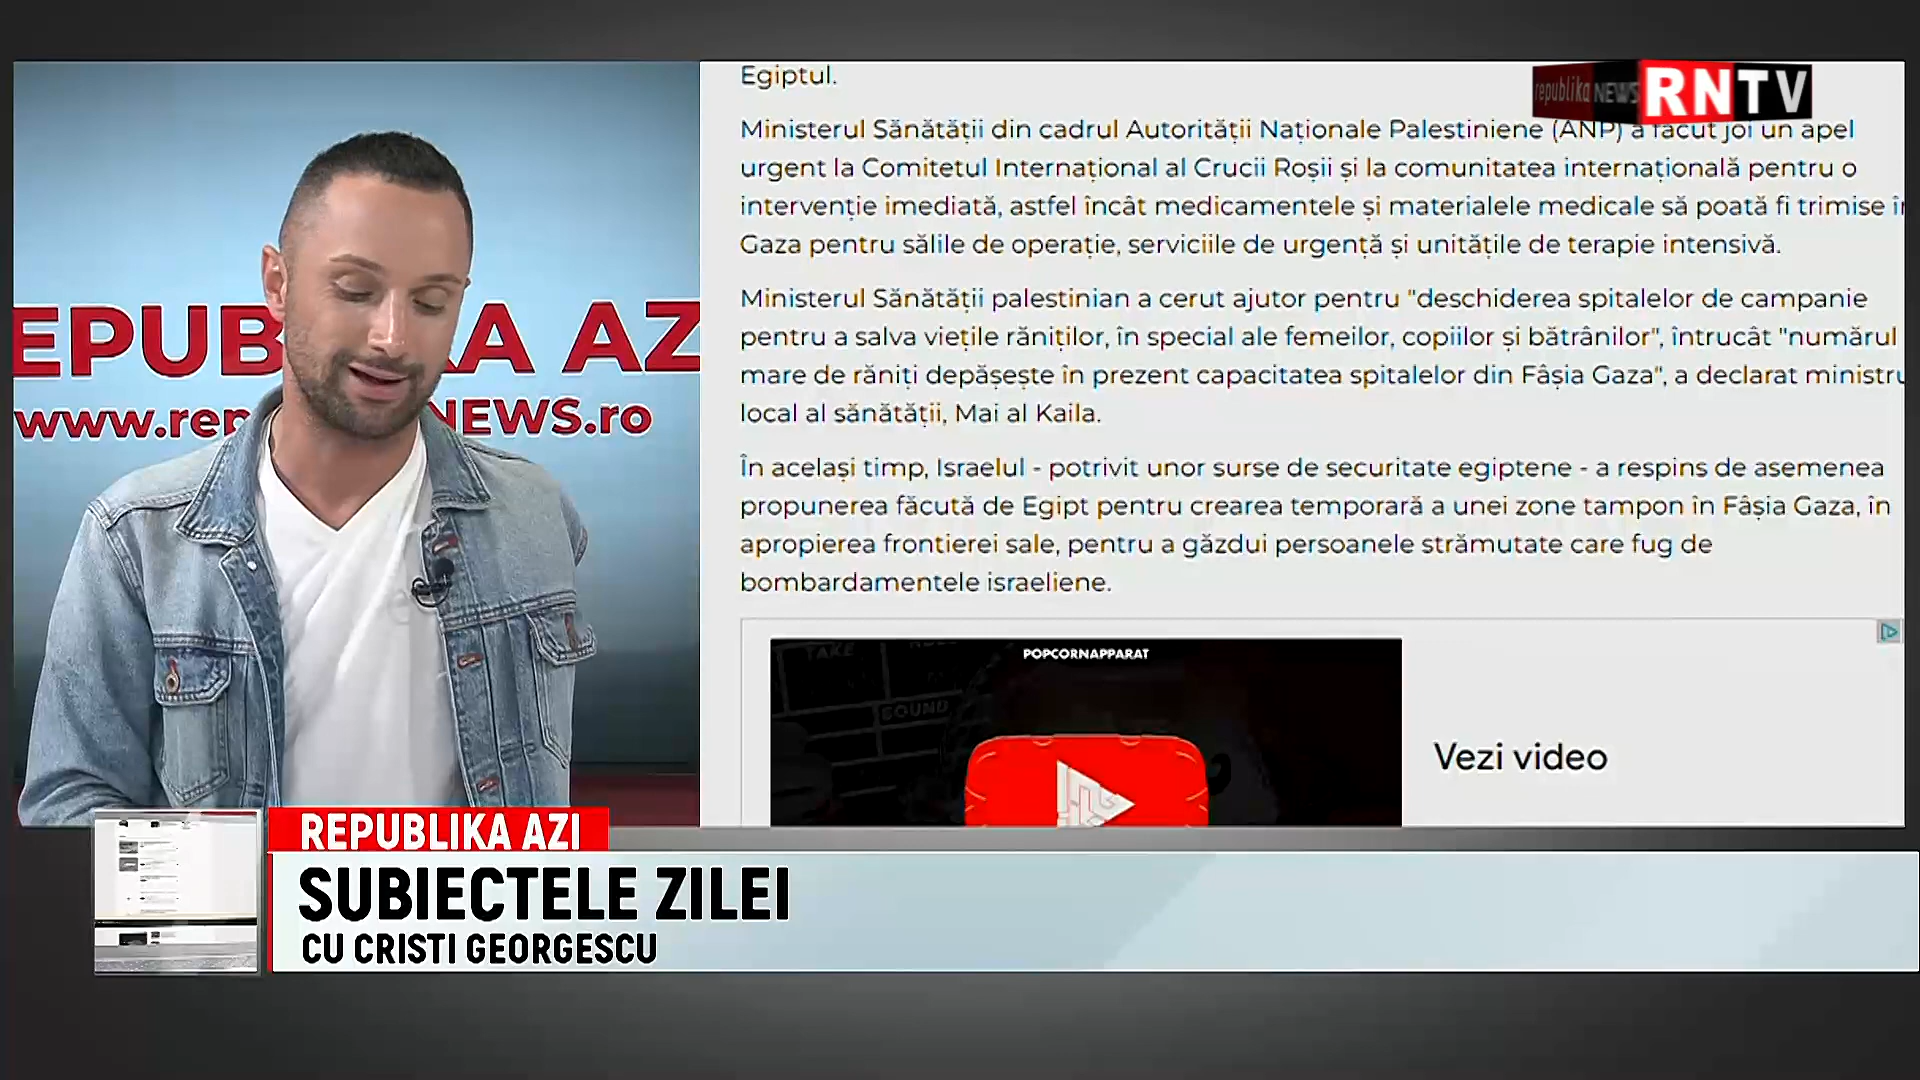 EPUB KA AZ
www.rep NEWS.ro
republika NEWS RNTV
Egiptul.
Ministerul Sănătății din cadrul Autorității Naționale Palestiniene (ANP) a făcut joi un apel
urgent la Comitetul Internațional al Crucii Roșii și la comunitatea internațională pentru o
intervenție imediată, astfel încât medicamentele și materialele medicale să poată fi trimise în
Gaza pentru sălile de operație, serviciile de urgență și unitățile de terapie intensivă.
Ministerul Sănătății palestinian a cerut ajutor pentru "deschiderea spitalelor de campanie
pentru a salva viețile răniților, în special ale femeilor, copiilor și bătrânilor", întrucât "numărul
mare de răniți depășește în prezent capacitatea spitalelor din Fâșia Gaza", a declarat ministru
local al sănătății, Mai al Kaila.
În același timp, Israelul - potrivit unor surse de securitate egiptene - a respins de asemenea
propunerea făcută de Egipt pentru crearea temporară a unei zone tampon în Fâșia Gaza, în
apropierea frontierei sale, pentru a găzdui persoanele strămutate care fug de
bombardamentele israeliene.
POPCORNAPPARAT
TAKE
SOUND
Vezi video
REPUBLIKA AZI
SUBIECTELE ZILEI
CU CRISTI GEORGESCU